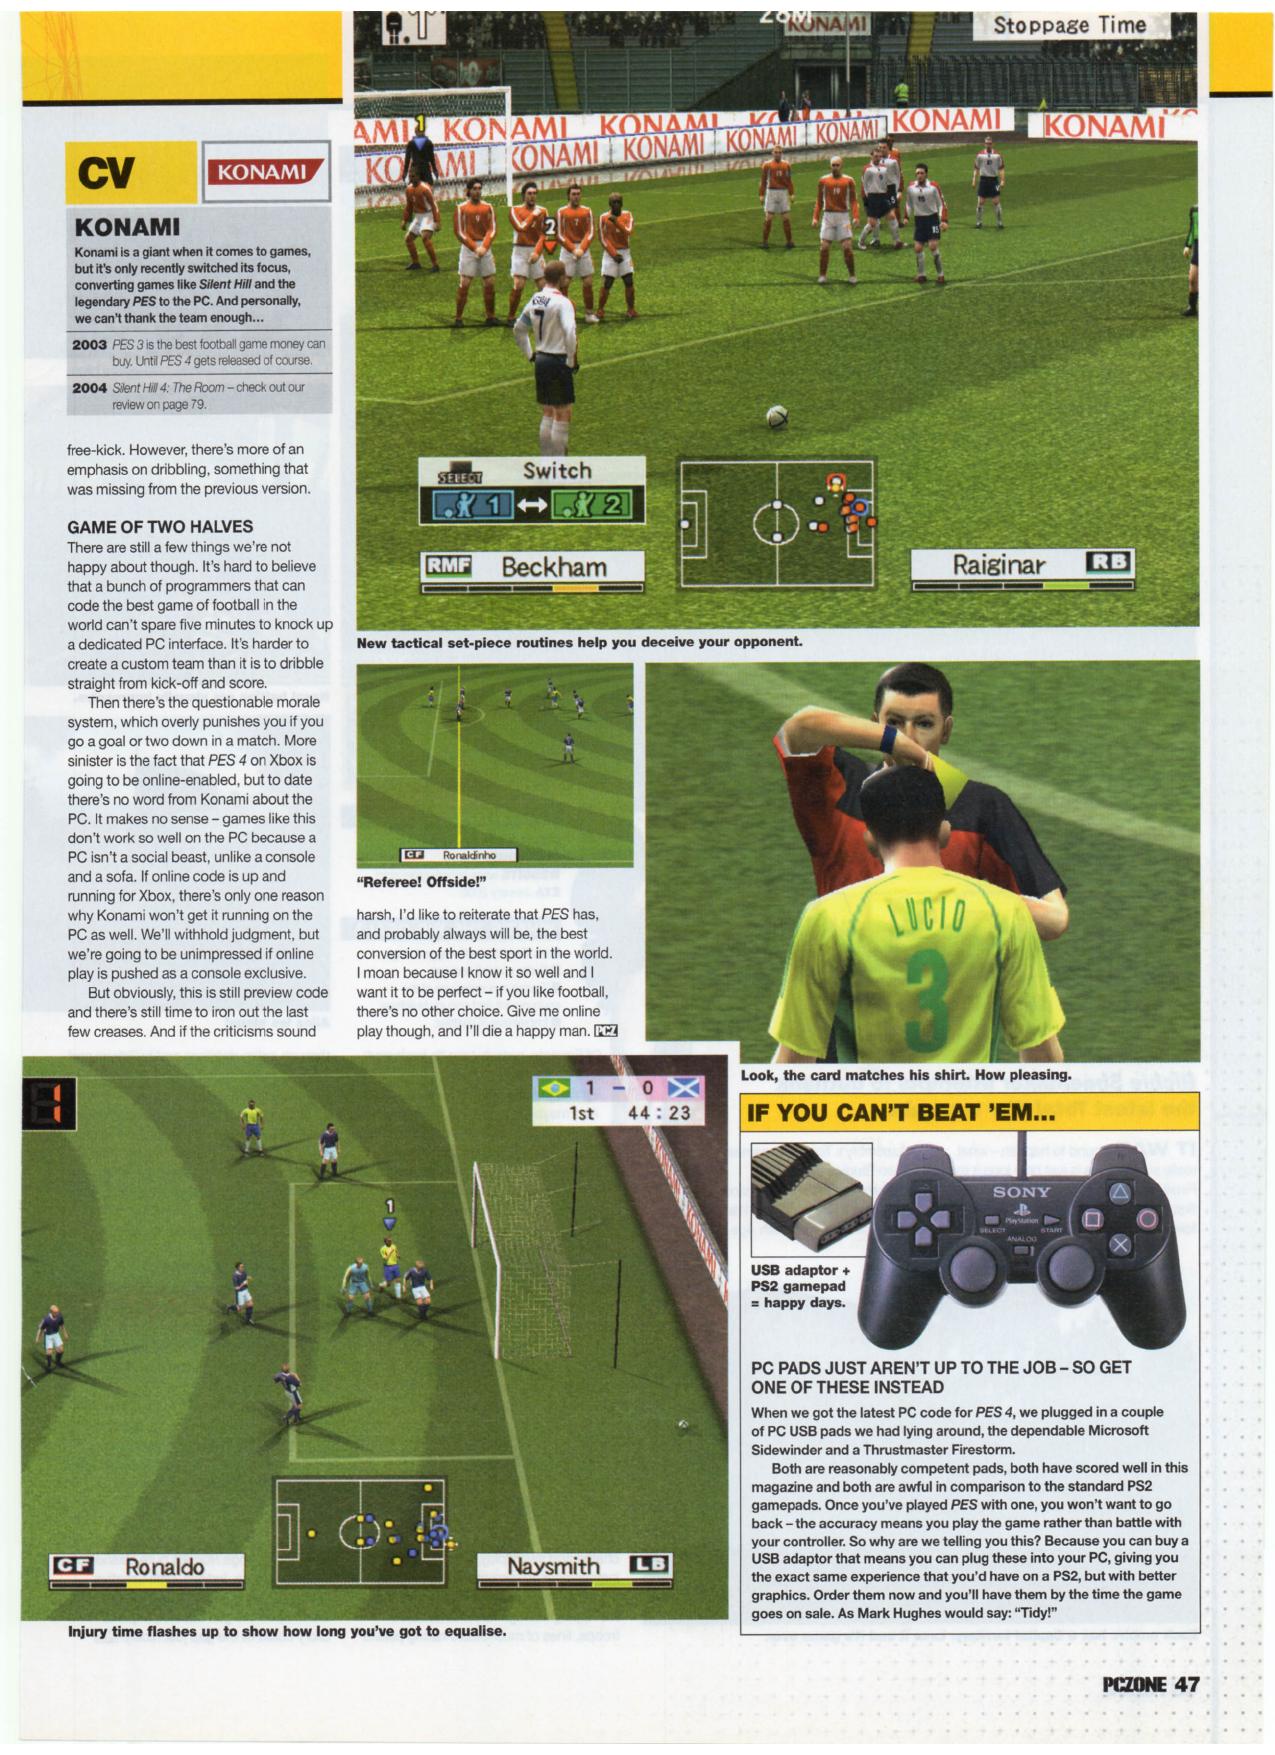 Stoppage Time
KONAMI
KONAMI
KONAMI
KONAMI
KONAMI
KONAMI
KONAMI
KONAMI
KONAMI
1
2
7
SELECT
Switch
1
2
RMF Beckham
Raiginar RB
New tactical set-piece routines help you deceive your opponent.
CV
KONAMI
KONAMI
Konami is a giant when it comes to games,
but it's only recently switched its focus,
converting games like Silent Hill and the
legendary PES to the PC. And personally,
we can't thank the team enough...
2003 PES 3 is the best football game money can
buy. Until PES 4 gets released of course.
2004 Silent Hill 4: The Room – check out our
review on page 79.
free-kick. However, there's more of an
emphasis on dribbling, something that
was missing from the previous version.
GAME OF TWO HALVES
There are still a few things we're not
happy about though. It's hard to believe
that a bunch of programmers that can
code the best game of football in the
world can't spare five minutes to knock up
a dedicated PC interface. It's harder to
create a custom team than it is to dribble
straight from kick-off and score.
Then there's the questionable morale
system, which overly punishes you if you
go a goal or two down in a match. More
sinister is the fact that PES 4 on Xbox is
going to be online-enabled, but to date
there's no word from Konami about the
PC. It makes no sense – games like this
don't work so well on the PC because a
PC isn't a social beast, unlike a console
and a sofa. If online code is up and
running for Xbox, there's only one reason
why Konami won't get it running on the
PC as well. We'll withhold judgment, but
we're going to be unimpressed if online
play is pushed as a console exclusive.
But obviously, this is still preview code
and there's still time to iron out the last
few creases. And if the criticisms sound
CF Ronaldinho
"Referee! Offside!"
harsh, I'd like to reiterate that PES has,
and probably always will be, the best
conversion of the best sport in the world.
I moan because I know it so well and I
want it to be perfect – if you like football,
there's no other choice. Give me online
play though, and I'll die a happy man. PCZ
LUCIO
3
Look, the card matches his shirt. How pleasing.
1
1 – 0
1st 44:23
1
KONAMI
CF Ronaldo
Naysmith LB
Injury time flashes up to show how long you've got to equalise.
IF YOU CAN'T BEAT 'EM...
SONY
PlayStation
SELECT
START
ANALOG
USB adaptor +
PS2 gamepad
= happy days.
PC PADS JUST AREN'T UP TO THE JOB – SO GET
ONE OF THESE INSTEAD
When we got the latest PC code for PES 4, we plugged in a couple
of PC USB pads we had lying around, the dependable Microsoft
Sidewinder and a Thrustmaster Firestorm.
Both are reasonably competent pads, both have scored well in this
magazine and both are awful in comparison to the standard PS2
gamepads. Once you've played PES with one, you won't want to go
back – the accuracy means you play the game rather than battle with
your controller. So why are we telling you this? Because you can buy a
USB adaptor that means you can plug these into your PC, giving you
the exact same experience that you'd have on a PS2, but with better
graphics. Order them now and you'll have them by the time the game
goes on sale. As Mark Hughes would say: "Tidy!"
PCZONE 47